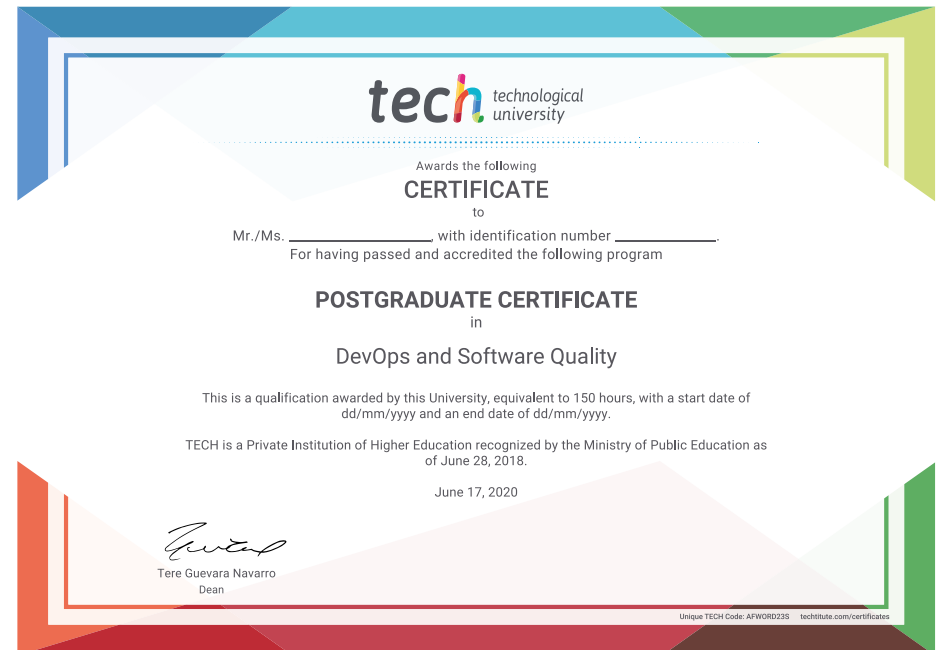 tech technological
university
Awards the following
CERTIFICATE
to
Mr./Ms. ____________________, with identification number ______________.
For having passed and accredited the following program
POSTGRADUATE CERTIFICATE
in
DevOps and Software Quality
This is a qualification awarded by this University, equivalent to 150 hours, with a start date of
dd/mm/yyyy and an end date of dd/mm/yyyy.
TECH is a Private Institution of Higher Education recognized by the Ministry of Public Education as
of June 28, 2018.
June 17, 2020
Tere Guevara Navarro
Dean
Unique TECH Code: AFWORD23S techtitute.com/certificates